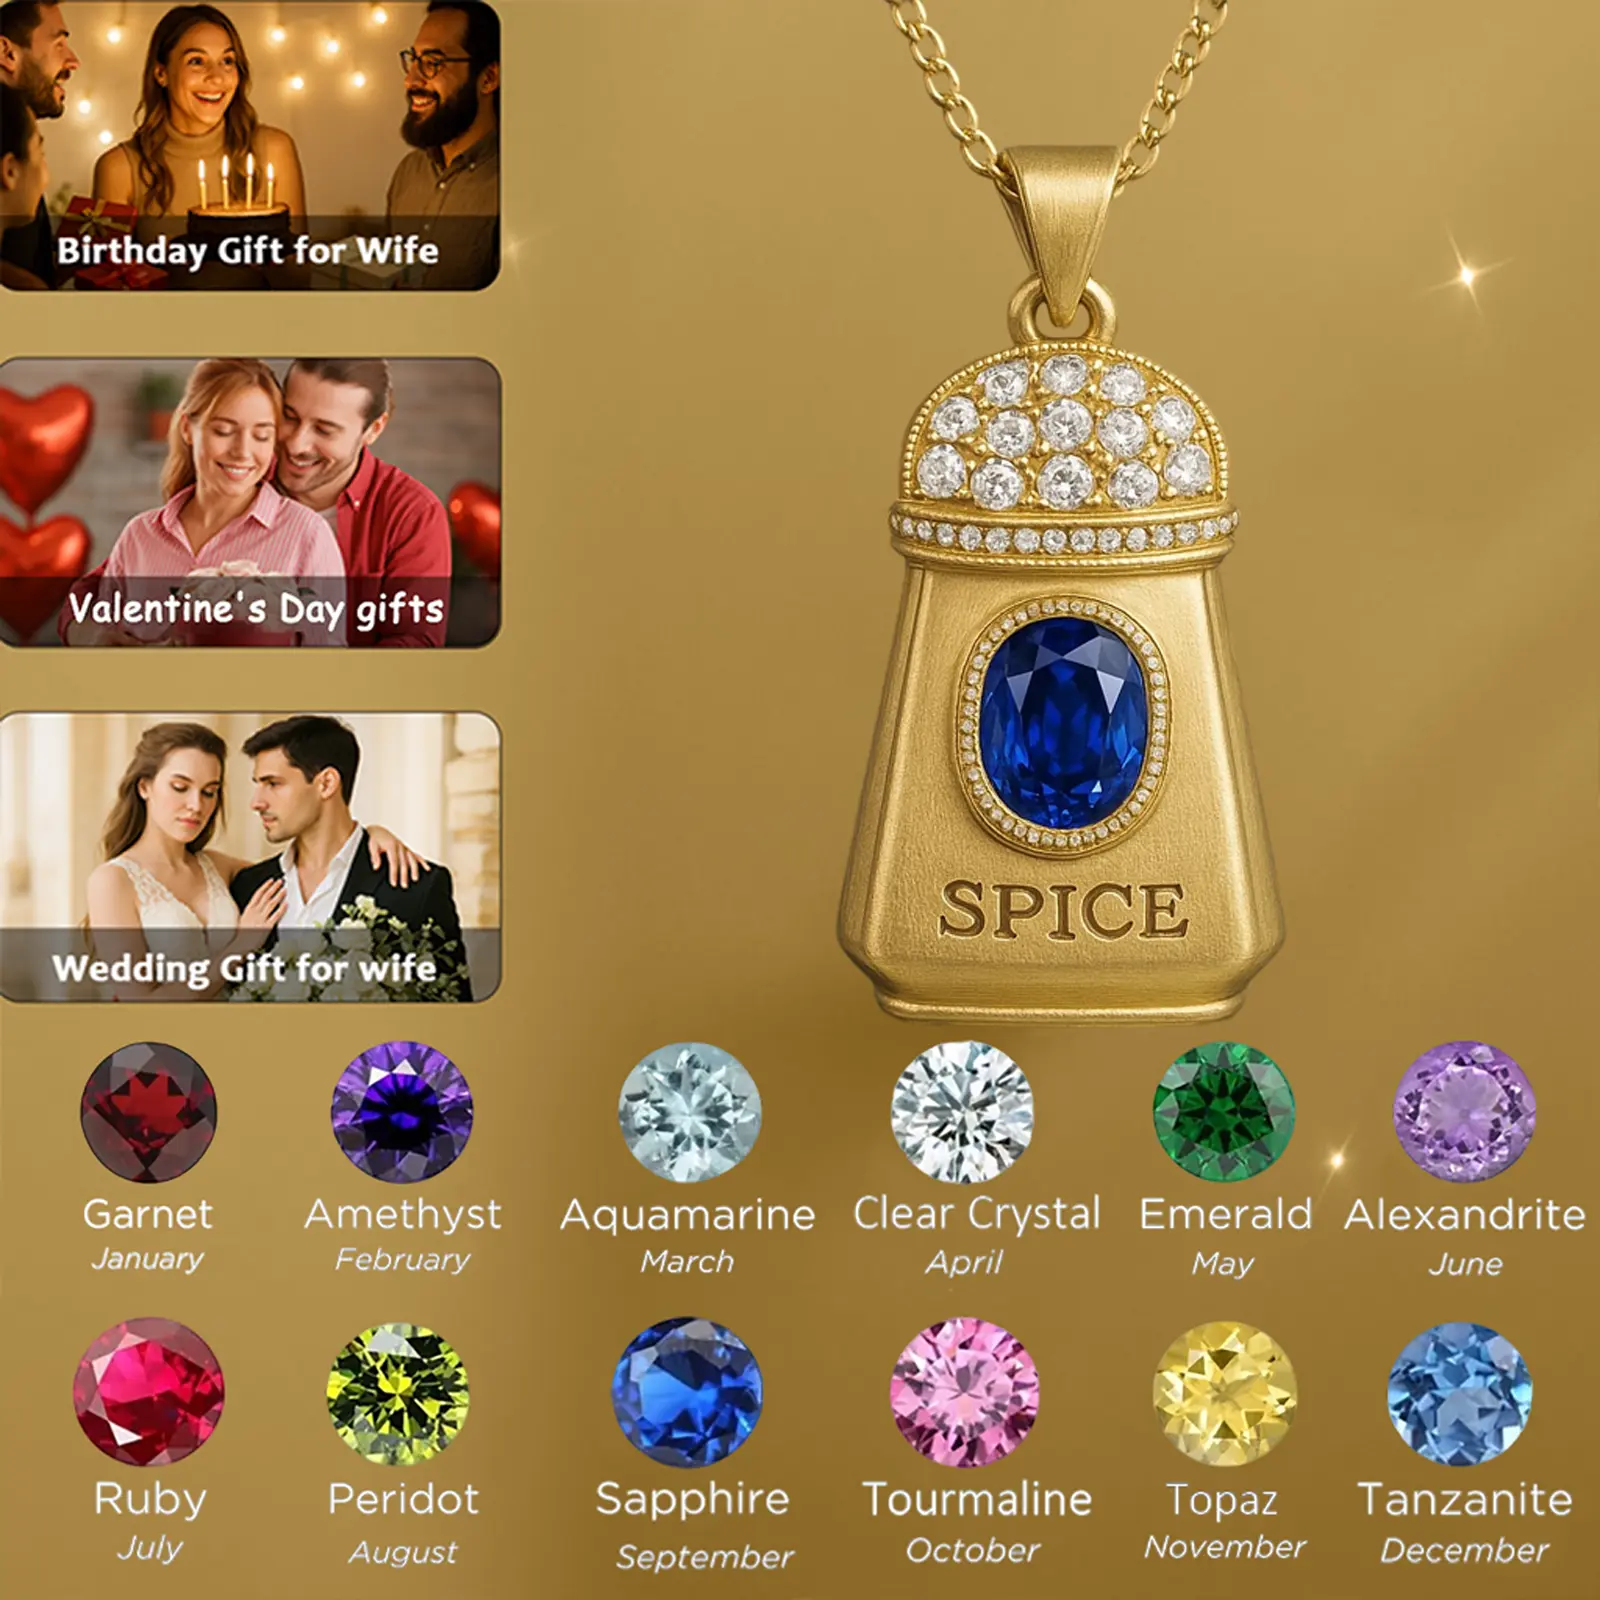 Birthday Gift for Wife
Valentine's Day gifts
Wedding Gift for wife
SPICE
Garnet
January
Amethyst
February
Aquamarine
March
Clear Crystal
April
Emerald
May
Alexandrite
June
Ruby
July
Peridot
August
Sapphire
September
Tourmaline
October
Topaz
November
Tanzanite
December